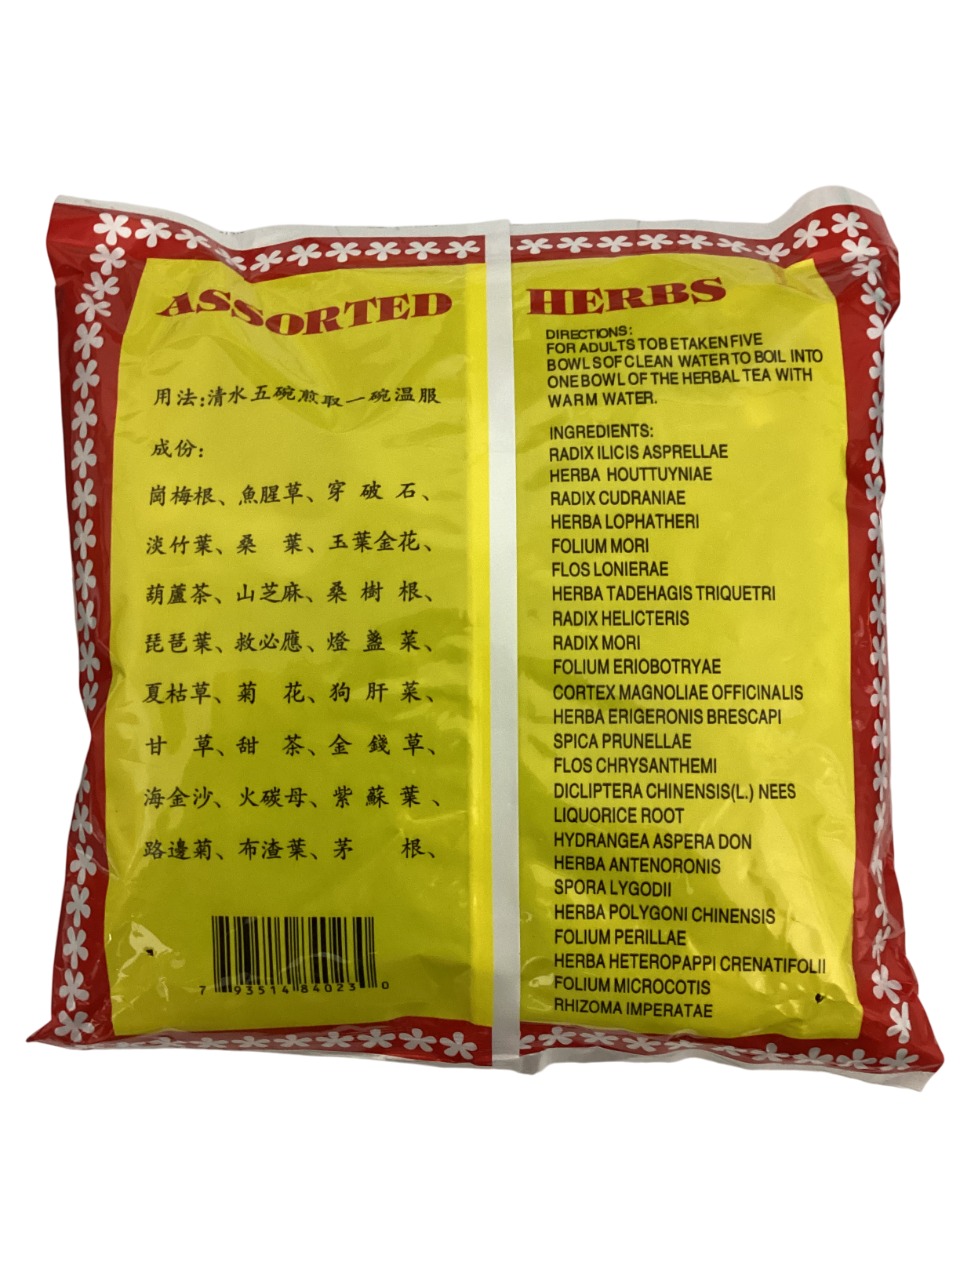 ASSORTED HERBS
用法:清水五碗煎取一碗温服
成份:
崗梅根、魚腥草、穿破石、
淡竹葉、桑葉、玉葉金花、
葫蘆茶、山芝麻、桑樹根、
琵琶葉、救必應、燈盞菜、
夏枯草、菊花、狗肝菜、
甘草、甜茶、金錢草、
海金沙、火碳母、紫蘇葉、
路邊菊、布渣葉、茅根、
7 93514 84023 0
DIRECTIONS:
FOR ADULTS TO BE TAKEN FIVE
BOWLS OF CLEAN WATER TO BOIL INTO
ONE BOWL OF THE HERBAL TEA WITH
WARM WATER.
INGREDIENTS:
RADIX ILICIS ASPRELLAE
HERBA HOUTTUYNIAE
RADIX CUDRANIAE
HERBA LOPHATHERI
FOLIUM MORI
FLOS LONIERAE
HERBA TADEHAGIS TRIQUETRI
RADIX HELICTERIS
RADIX MORI
FOLIUM ERIOBOTRYAE
CORTEX MAGNOLIAE OFFICINALIS
HERBA ERIGERONIS BRESCAPI
SPICA PRUNELLAE
FLOS CHRYSANTHEMI
DICLIPTERA CHINENSIS(L.) NEES
LIQUORICE ROOT
HYDRANGEA ASPERA DON
HERBA ANTENORONIS
SPORA LYGODII
HERBA POLYGONI CHINENSIS
FOLIUM PERILLAE
HERBA HETEROPAPPI CRENATIFOLII
FOLIUM MICROCOTIS
RHIZOMA IMPERATAE